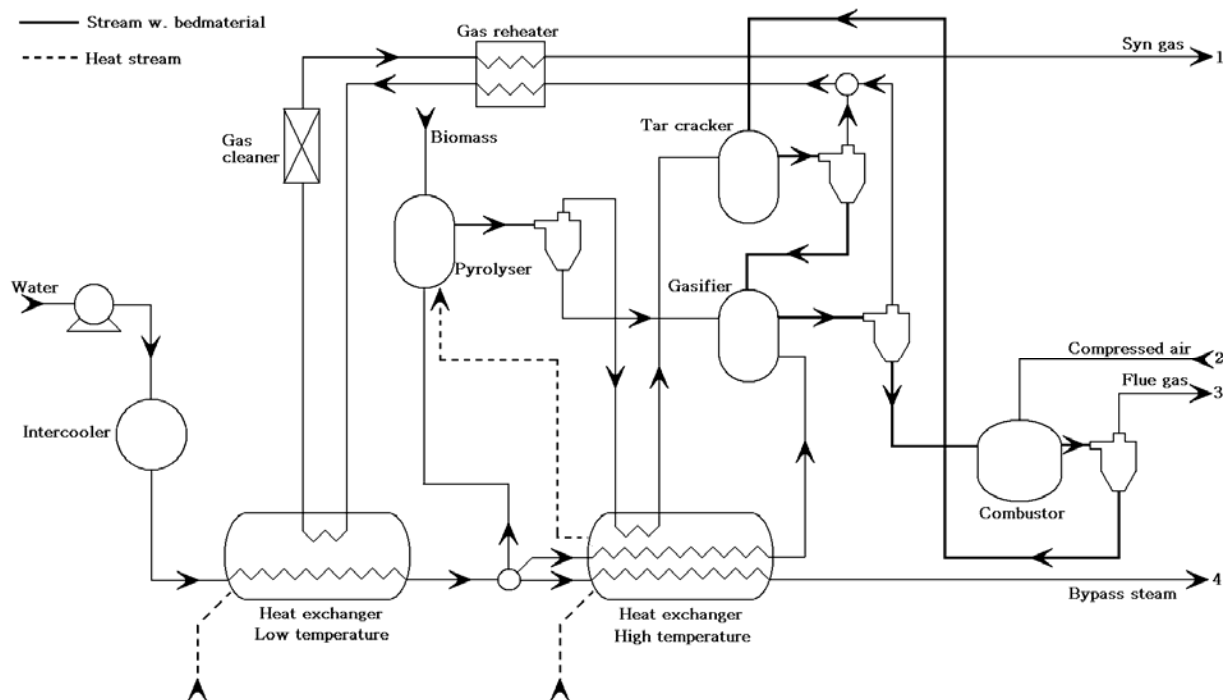 Stream w. bedmaterial
Heat stream
Gas reheater
Syn gas
1
Gas
cleaner
Biomass
Tar cracker
Pyrolyser
Gasifier
Water
Compressed air
2
Flue gas
3
Intercooler
Combustor
Heat exchanger
Low temperature
Heat exchanger
High temperature
Bypass steam
4